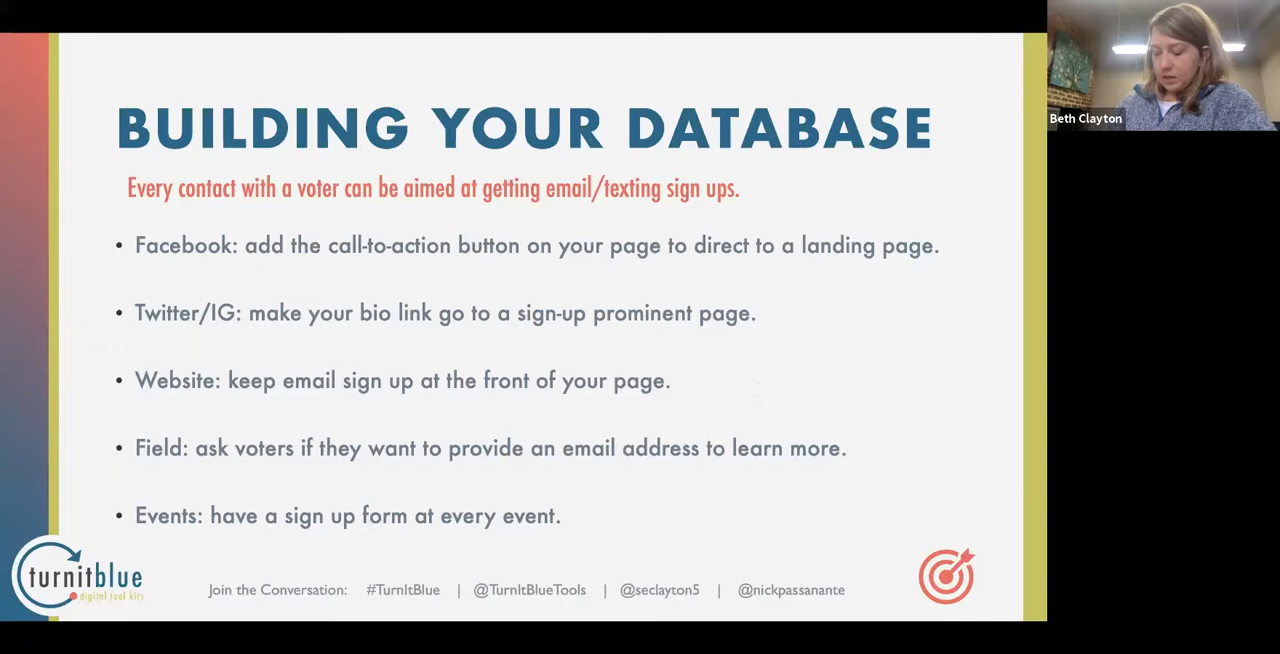 BUILDING YOUR DATABASE
Every contact with a voter can be aimed at getting email/texting sign ups.
• Facebook: add the call-to-action button on your page to direct to a landing page.
• Twitter/IG: make your bio link go to a sign-up prominent page.
• Website: keep email sign up at the front of your page.
• Field: ask voters if they want to provide an email address to learn more.
• Events: have a sign up form at every event.
turnitblue
digital tool kits
Join the Conversation: #TurnItBlue | @TurnItBlueTools | @seclayton5 | @nickpassanante
Beth Clayton